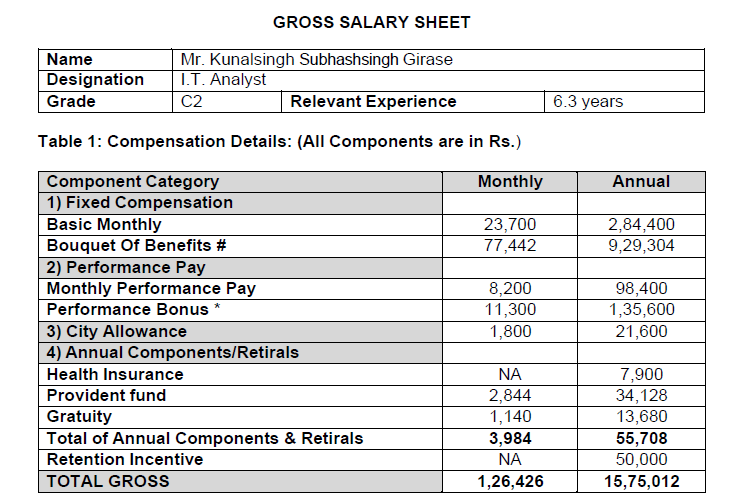 GROSS SALARY SHEET
Name Mr. Kunalsingh Subhashsingh Girase
Designation I.T. Analyst
Grade C2 Relevant Experience 6.3 years
Table 1: Compensation Details: (All Components are in Rs.)
Component Category Monthly Annual
1) Fixed Compensation
Basic Monthly 23,700 2,84,400
Bouquet Of Benefits # 77,442 9,29,304
2) Performance Pay
Monthly Performance Pay 8,200 98,400
Performance Bonus * 11,300 1,35,600
3) City Allowance 1,800 21,600
4) Annual Components/Retirals
Health Insurance NA 7,900
Provident fund 2,844 34,128
Gratuity 1,140 13,680
Total of Annual Components & Retirals 3,984 55,708
Retention Incentive NA 50,000
TOTAL GROSS 1,26,426 15,75,012